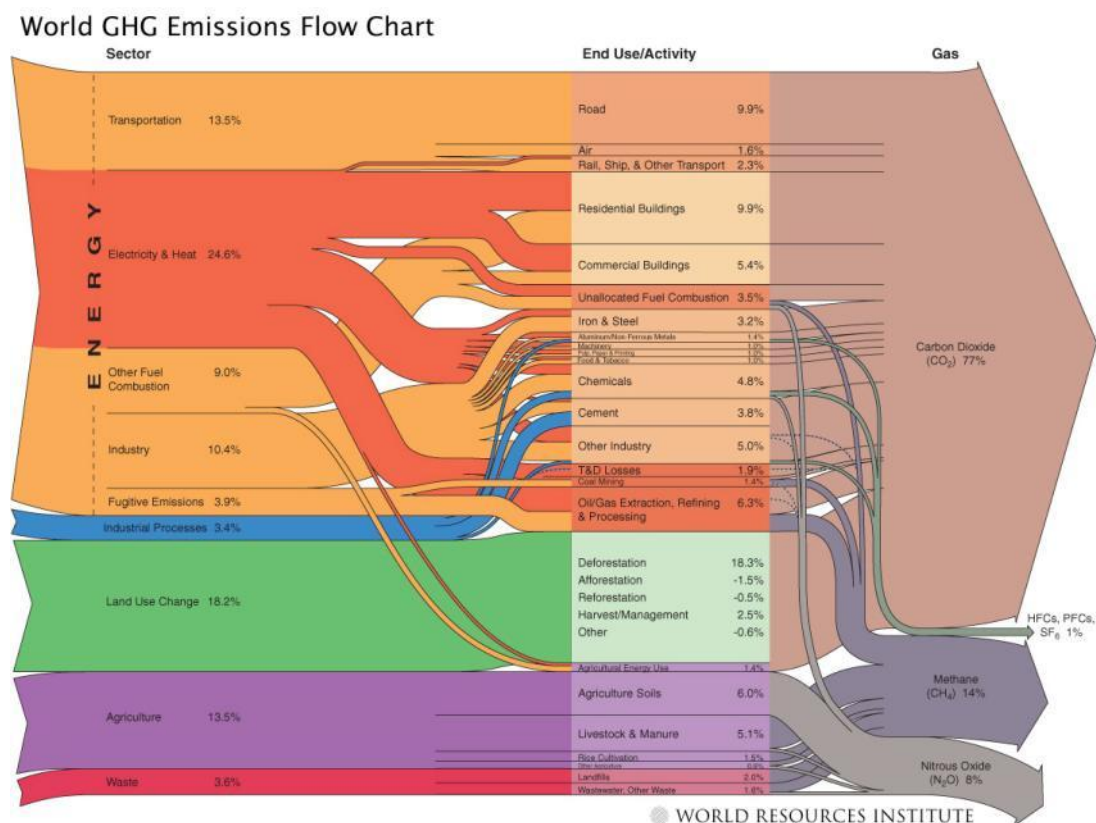 World GHG Emissions Flow Chart
Sector
End Use/Activity
Gas
ENERGY
Transportation 13.5%
Electricity & Heat 24.6%
Other Fuel
Combustion 9.0%
Industry 10.4%
Fugitive Emissions 3.9%
Industrial Processes 3.4%
Land Use Change 18.2%
Agriculture 13.5%
Waste 3.6%
Road 9.9%
Air 1.6%
Rail, Ship, & Other Transport 2.3%
Residential Buildings 9.9%
Commercial Buildings 5.4%
Unallocated Fuel Combustion 3.5%
Iron & Steel 3.2%
Aluminum/Non-Ferrous Metals 1.4%
Machinery 1.0%
Pulp, Paper & Printing 1.0%
Food & Tobacco 1.0%
Chemicals 4.8%
Cement 3.8%
Other Industry 5.0%
T&D Losses 1.9%
Coal Mining 1.4%
Oil/Gas Extraction, Refining
& Processing 6.3%
Deforestation 18.3%
Afforestation -1.5%
Reforestation -0.5%
Harvest/Management 2.5%
Other -0.6%
Agricultural Energy Use 1.4%
Agriculture Soils 6.0%
Livestock & Manure 5.1%
Rice Cultivation 1.5%
Other Agriculture 0.9%
Landfills 2.0%
Wastewater, Other Waste 1.6%
Carbon Dioxide
(CO₂) 77%
HFCs, PFCs,
SF₆ 1%
Methane
(CH₄) 14%
Nitrous Oxide
(N₂O) 8%
WORLD RESOURCES INSTITUTE